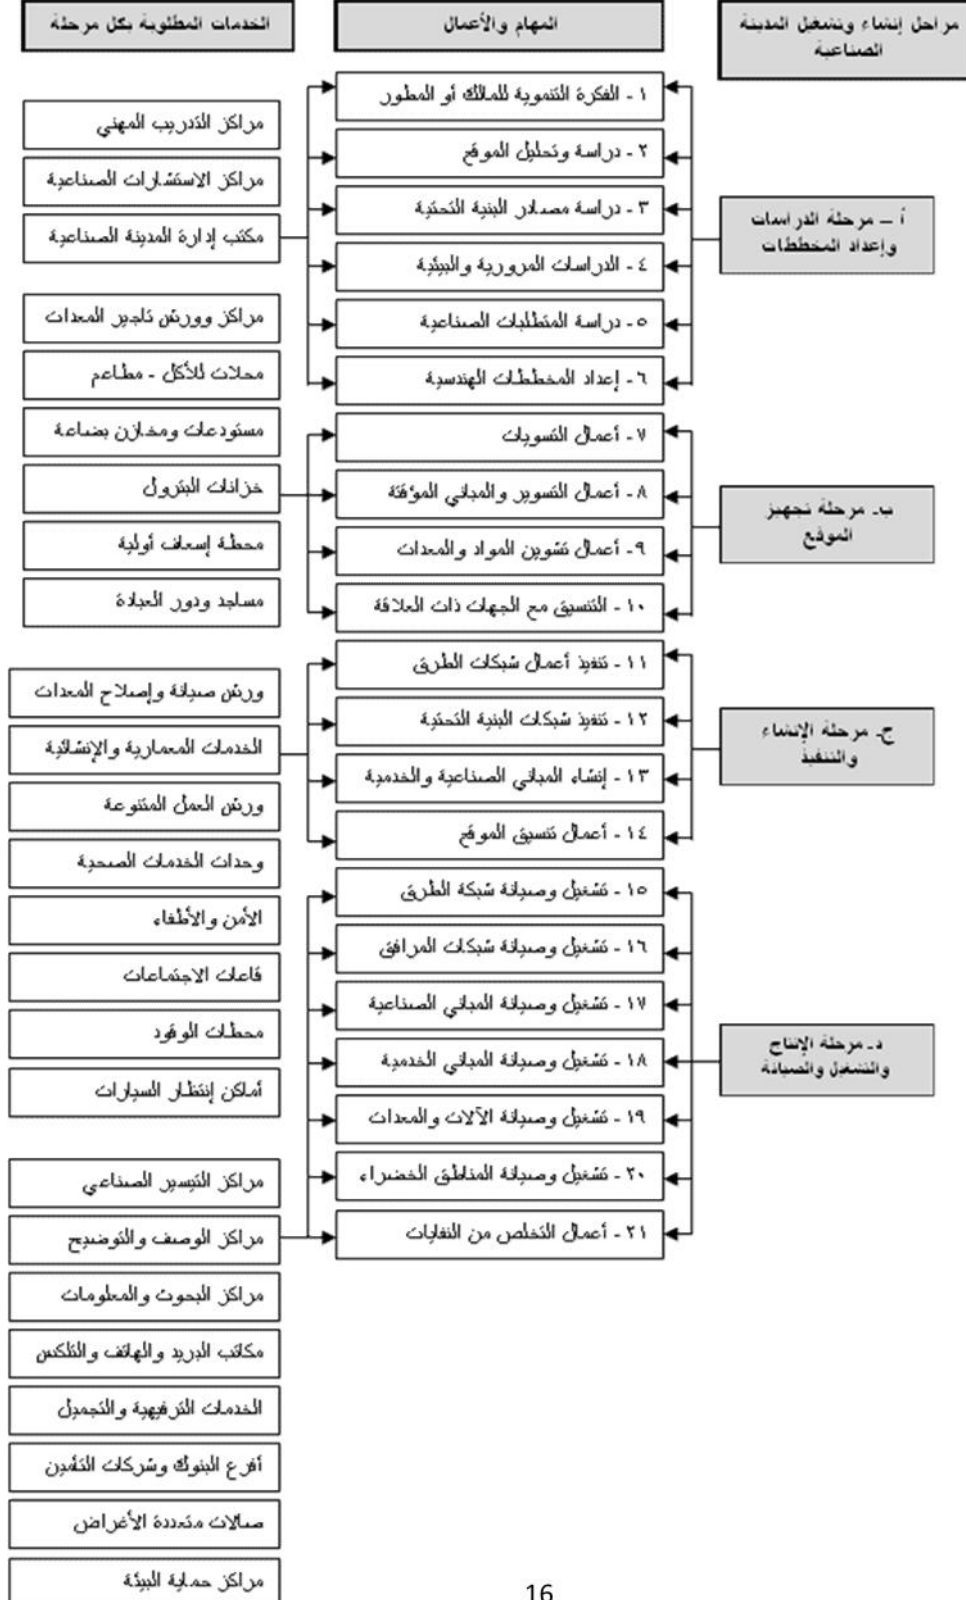 مراحل إنشاء وتشغيل المدينة
الصناعية
المهام والأعمال
الخدمات المطلوبة بكل مرحلة
أ – مرحلة الدراسات
وإعداد المخططات
١ - الفكرة التنموية للمالك أو المطور
٢ - دراسة وتحليل الموقع
٣ - دراسة مصادر البنية التحتية
٤ - الدراسات المرورية والبيئية
٥ - دراسة المتطلبات الصناعية
٦ - إعداد المخططات الهندسية
مراكز التدريب المهني
مراكز الاستشارات الصناعية
مكتب إدارة المدينة الصناعية
ب- مرحلة تجهيز
الموقع
٧ - أعمال التسويات
٨ - أعمال التسوير والمباني المؤقتة
٩ - أعمال تشوين المواد والمعدات
١٠ - التنسيق مع الجهات ذات العلاقة
مراكز وورش تاجير المعدات
محلات للأكل - مطاعم
مستودعات ومخازن بضاعة
خزانات البترول
محطة إسعاف أولية
مساجد ودور العبادة
ج- مرحلة الإنشاء
والتنفيذ
١١ - تنفيذ أعمال شبكات الطرق
١٢ - تنفيذ شبكات البنية التحتية
١٣ - إنشاء المباني الصناعية والخدمية
١٤ - أعمال تنسيق الموقع
ورش صيانة وإصلاح المعدات
الخدمات المعمارية والإنشائية
ورش العمل المتنوعة
وحدات الخدمات الصحية
الأمن والأطفاء
قاعات الاجتماعات
محطات الوقود
أماكن إنتظار السيارات
د- مرحلة الإنتاج
والتشغيل والصيانة
١٥ - تشغيل وصيانة شبكة الطرق
١٦ - تشغيل وصيانة شبكات المرافق
١٧ - تشغيل وصيانة المباني الصناعية
١٨ - تشغيل وصيانة المباني الخدمية
١٩ - تشغيل وصيانة الآلات والمعدات
٢٠ - تشغيل وصيانة المناطق الخضراء
٢١ - أعمال التخلص من النفايات
مراكز التيسير الصناعي
مراكز الوصف والتوضيح
مراكز البحوث والمعلومات
مكاتب البريد والهاتف والتلكس
الخدمات الترفيهية والتجميل
أفرع البنوك وشركات التأمين
صالات متعددة الأغراض
مراكز حماية البيئة
16